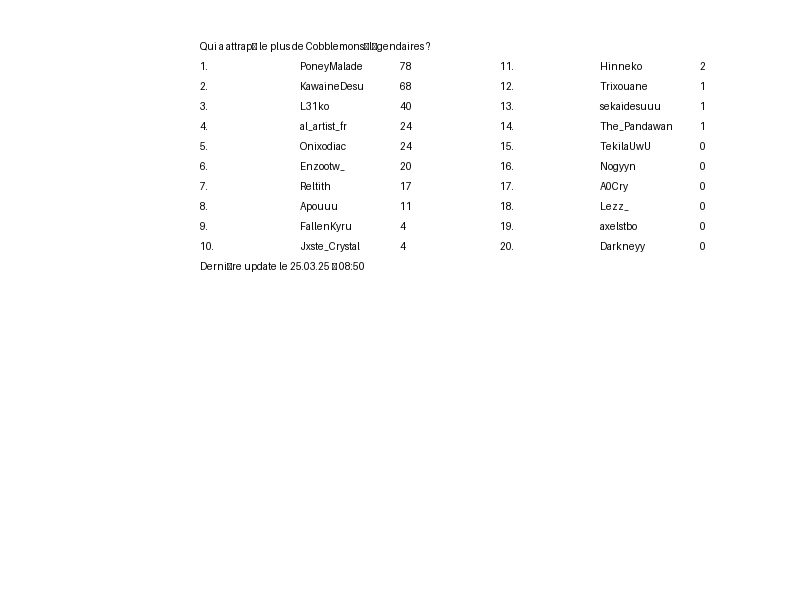 Qui a attrap le plus de Cobblemons gendaires ?
1. PoneyMalade 78 11. Hinneko 2
2. KawaineDesu 68 12. Trixouane 1
3. L31ko 40 13. sekaidesuuu 1
4. al_artist_fr 24 14. The_Pandawan 1
5. Onixodiac 24 15. TekilaUwU 0
6. Enzootw_ 20 16. Nogyyn 0
7. Reltith 17 17. A0Cry 0
8. Apouuu 11 18. Lezz_ 0
9. FallenKyru 4 19. axelstbo 0
10. Jxste_Crystal 4 20. Darkneyy 0
Derni re update le 25.03.25 08:50